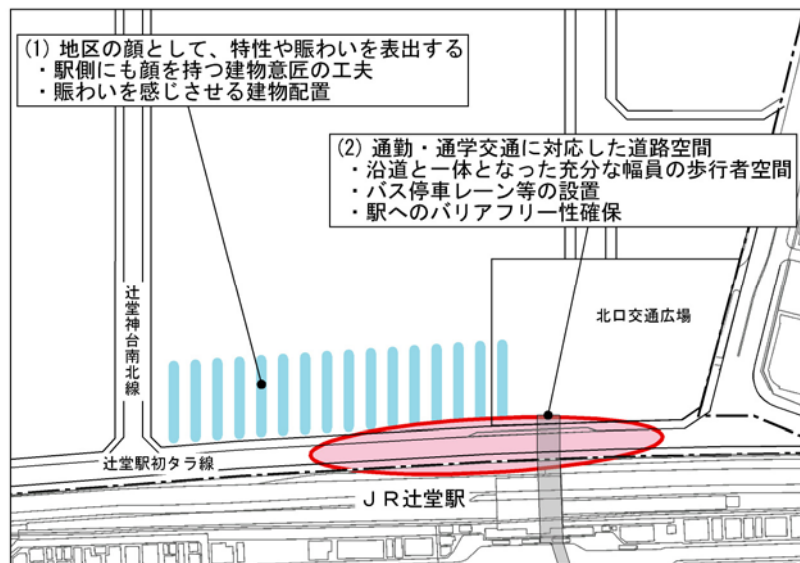 (1) 地区の顔として、特性や賑わいを表出する
・駅側にも顔を持つ建物意匠の工夫
・賑わいを感じさせる建物配置
(2) 通勤・通学交通に対応した道路空間
・沿道と一体となった充分な幅員の歩行者空間
・バス停車レーン等の設置
・駅へのバリアフリー性確保
辻堂神台南北線
北口交通広場
辻堂駅初タラ線
ＪＲ辻堂駅